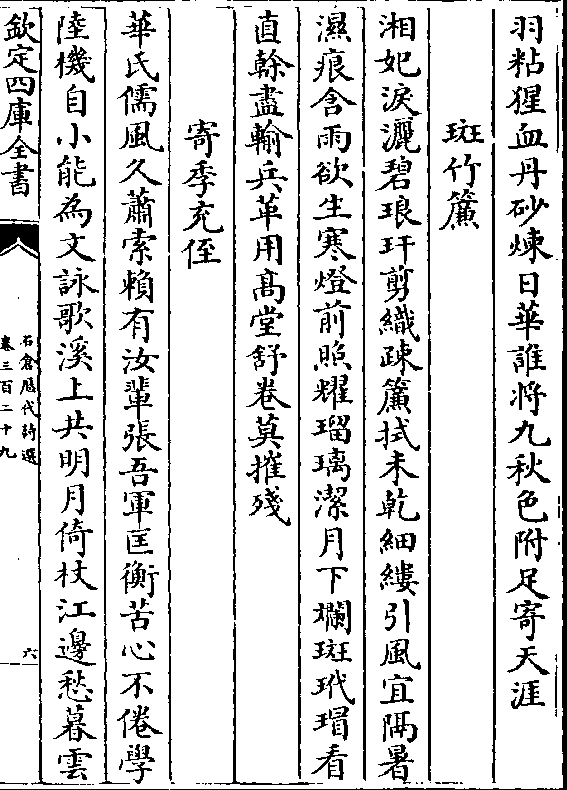 羽粘猩血丹砂煉日華誰將九秋色附足寄天涯
斑竹簾
湘妃淚灑碧琅玕剪織疎簾拭未乾細縷引風宜隔暑
濕痕含雨欲生寒燈前照耀瑠璃潔月下斕斑玳瑁看
直榦盡輸兵革用髙堂舒卷莫摧殘
寄季充侄
華氏儒風久蕭索賴有汝軰張吾軍匡衡苦心不倦學
陸機自小能為文詠歌溪上共明月倚杖江邊愁暮雲
欽定四庫全書
石倉厯代詩選
卷三百二十九
六